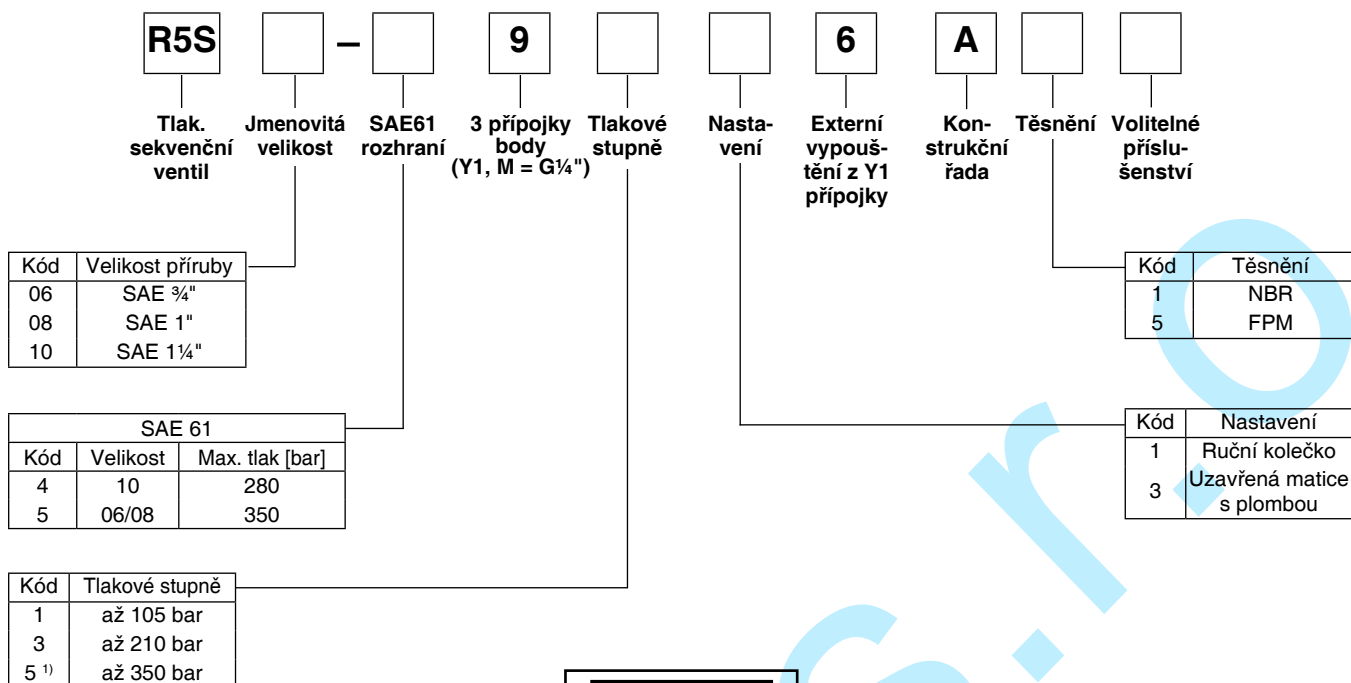 R5S – 9 6 A
Tlak. sekvenční ventil
Jmenovitá velikost
SAE61 rozhraní
3 přípojky body (Y1, M = G¼")
Tlakové stupně
Nasta- vení
Externí vypouš- tění z Y1 přípojky
Kon- strukční řada
Těsnění
Volitelné příslu- šenství
Kód Velikost příruby
06 SAE ¾"
08 SAE 1"
10 SAE 1¼"
Kód Těsnění
1 NBR
5 FPM
SAE 61
Kód Velikost Max. tlak [bar]
4 10 280
5 06/08 350
Kód Nastavení
1 Ruční kolečko
3 Uzavřená matice s plombou
Kód Tlakové stupně
1 až 105 bar
3 až 210 bar
5 ¹⁾ až 350 bar
s.r.o